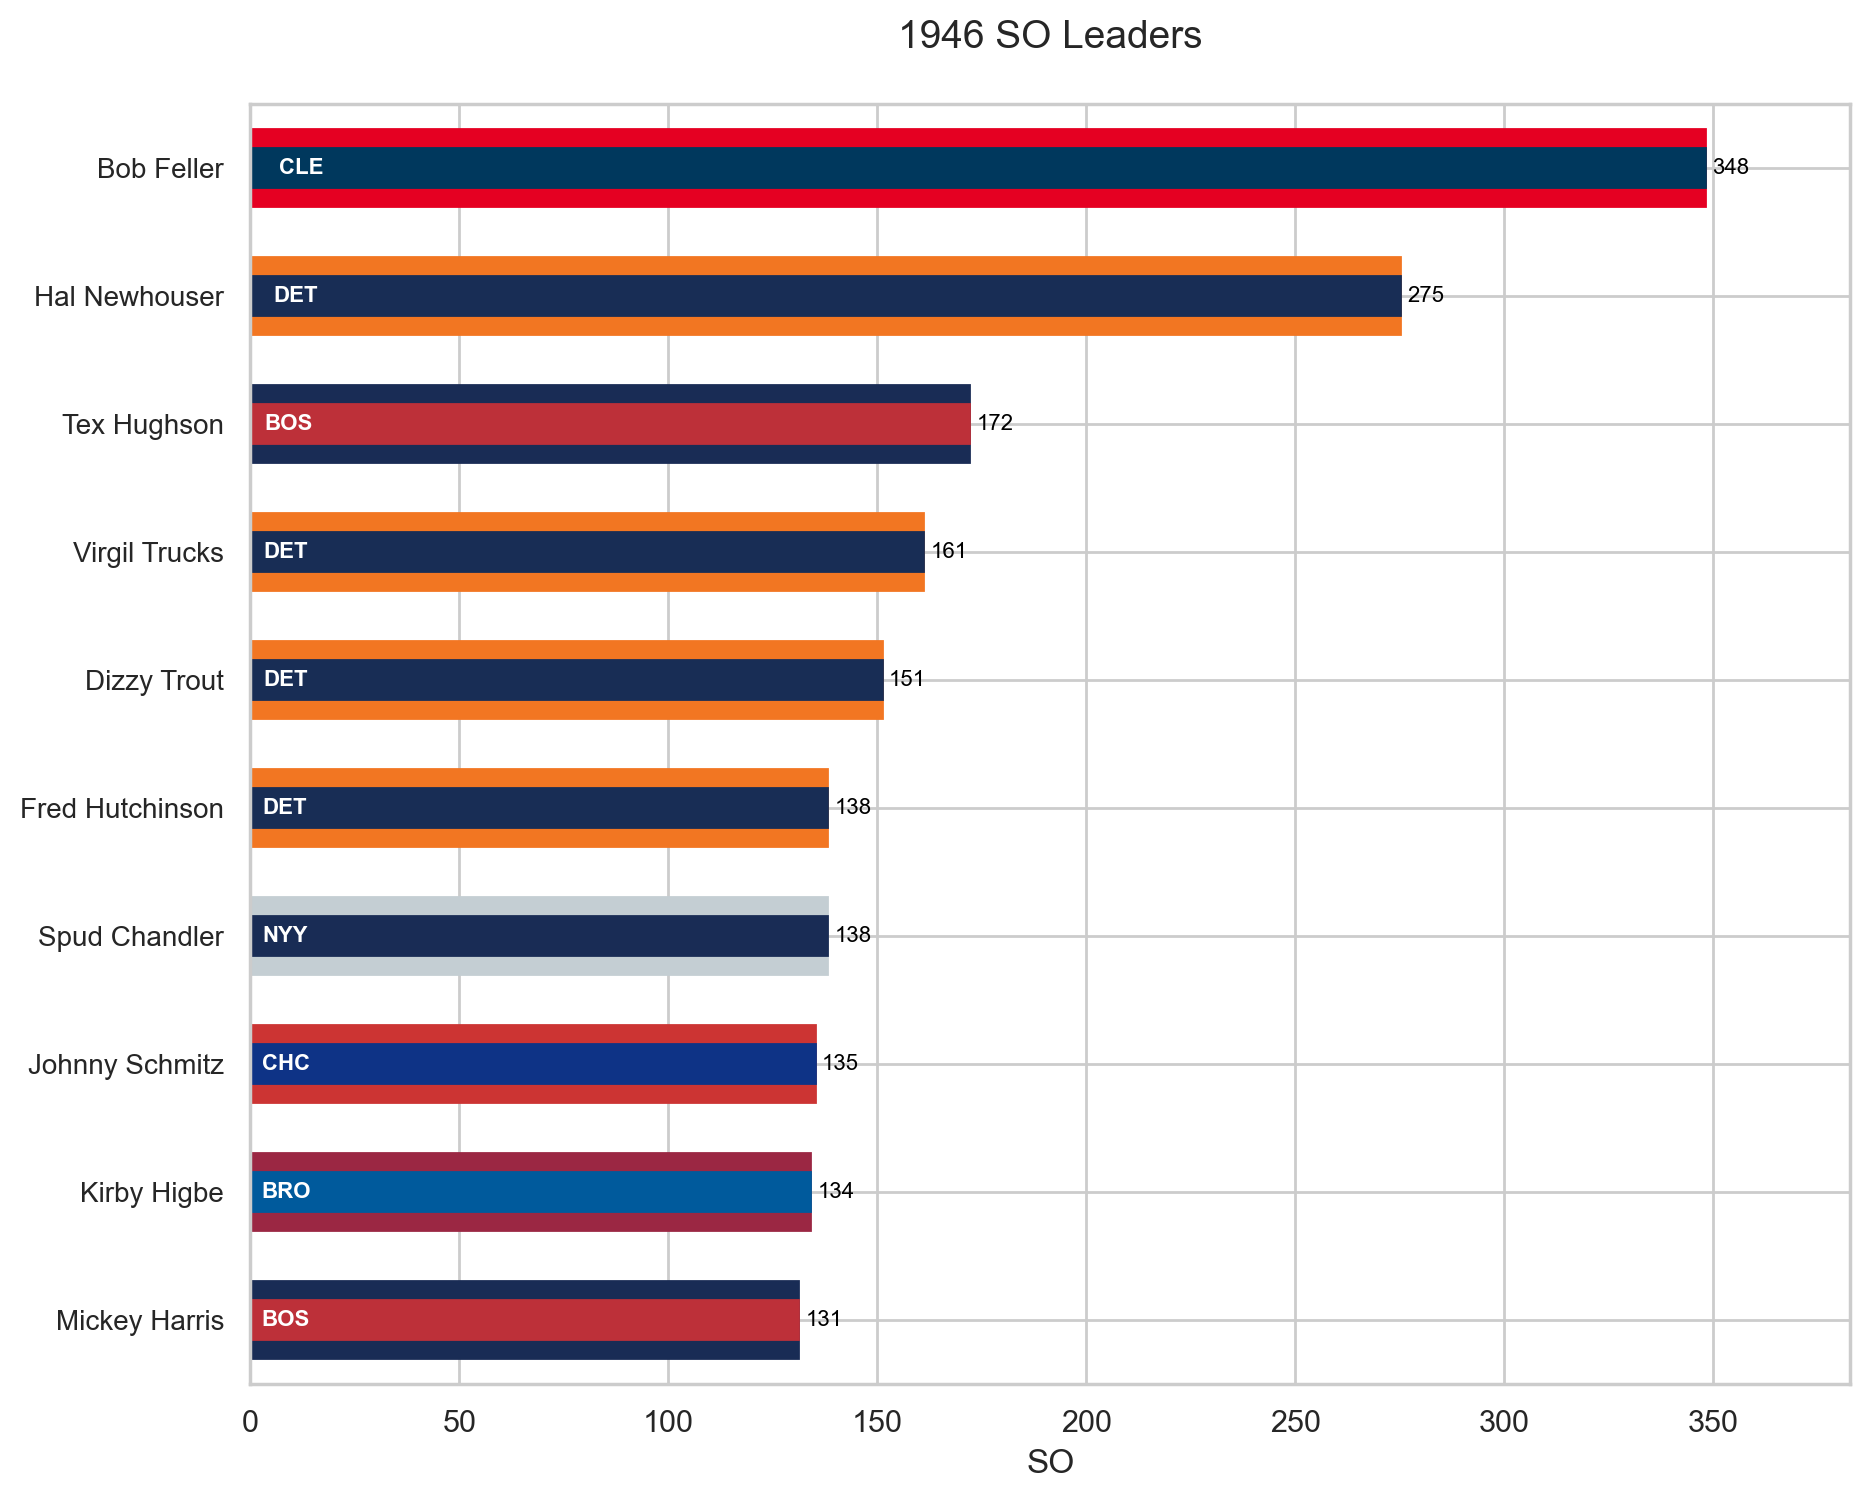 1946 SO Leaders
Bob Feller CLE 348
Hal Newhouser DET 275
Tex Hughson BOS 172
Virgil Trucks DET 161
Dizzy Trout DET 151
Fred Hutchinson DET 138
Spud Chandler NYY 138
Johnny Schmitz CHC 135
Kirby Higbe BRO 134
Mickey Harris BOS 131
0 50 100 150 200 250 300 350
SO